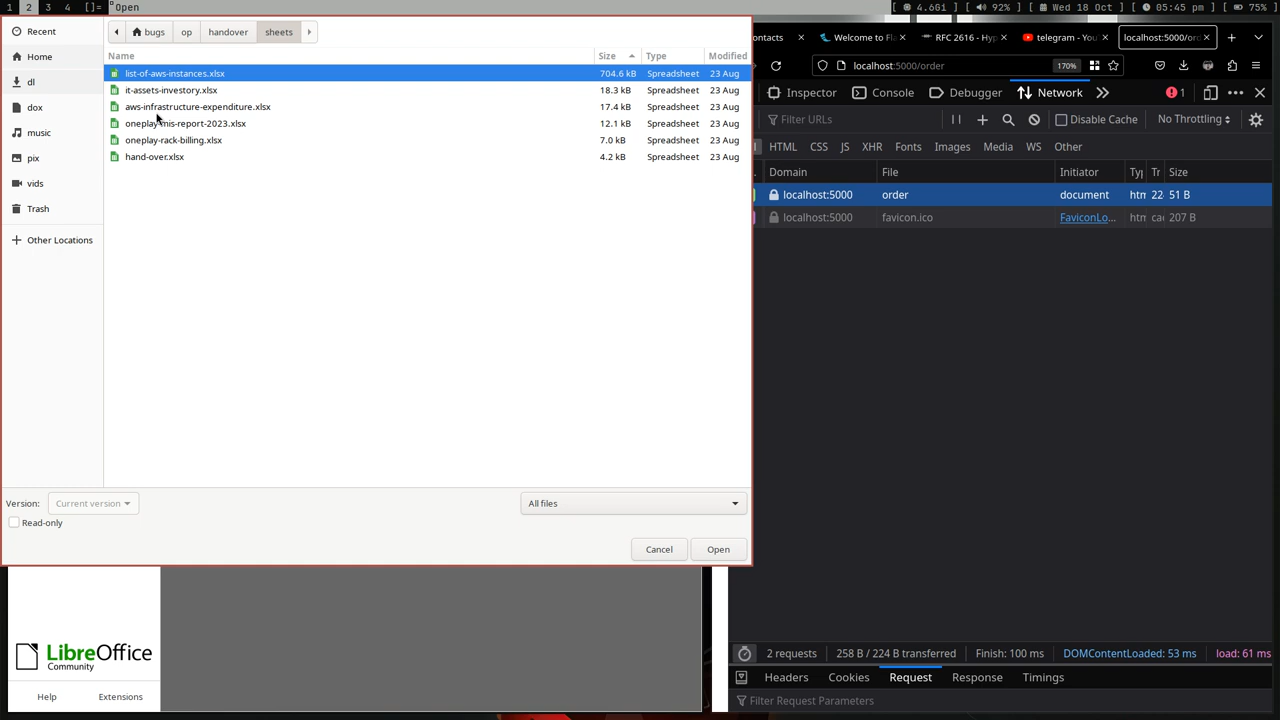 1 2 3 4 []= Open [ 4.6Gi ] [ 92% ] [ Wed 18 Oct ] [ 05:45 pm ] [ 75% ]
Recent
Home
dl
dox
music
pix
vids
Trash
Other Locations
bugs op handover sheets
Name Size Type Modified
list-of-aws-instances.xlsx 704.6 kB Spreadsheet 23 Aug
it-assets-investory.xlsx 18.3 kB Spreadsheet 23 Aug
aws-infrastructure-expenditure.xlsx 17.4 kB Spreadsheet 23 Aug
oneplay-mis-report-2023.xlsx 12.1 kB Spreadsheet 23 Aug
oneplay-rack-billing.xlsx 7.0 kB Spreadsheet 23 Aug
hand-over.xlsx 4.2 kB Spreadsheet 23 Aug
Version: Current version
All files
Read-only
Cancel Open
LibreOffice
Community
Help Extensions
ontacts Welcome to Fla RFC 2616 - Hyp telegram - You localhost:5000/ord
localhost:5000/order 170%
Inspector Console Debugger Network 1
Filter URLs Disable Cache No Throttling
HTML CSS JS XHR Fonts Images Media WS Other
Domain File Initiator Typ Tr Size
localhost:5000 order document htm 22 51 B
localhost:5000 favicon.ico FaviconLo... htm cac 207 B
2 requests 258 B / 224 B transferred Finish: 100 ms DOMContentLoaded: 53 ms load: 61 ms
Headers Cookies Request Response Timings
Filter Request Parameters